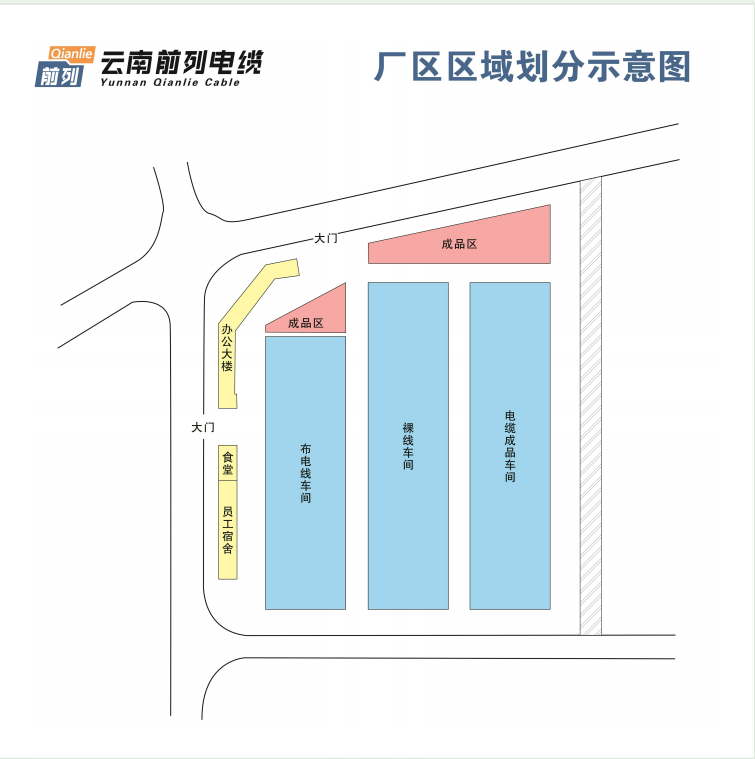 Qianlie
前列
云南前列电缆
Yunnan Qianlie Cable
厂区区域划分示意图
大门
成品区
成品区
办公大楼
大门
食堂
员工宿舍
布电线车间
裸线车间
电缆成品车间